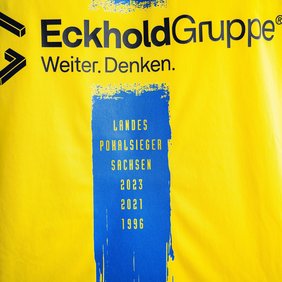 EckholdGruppe®
Weiter.Denken.
LANDES
POKALSIEGER
SACHSEN
2023
2021
1996